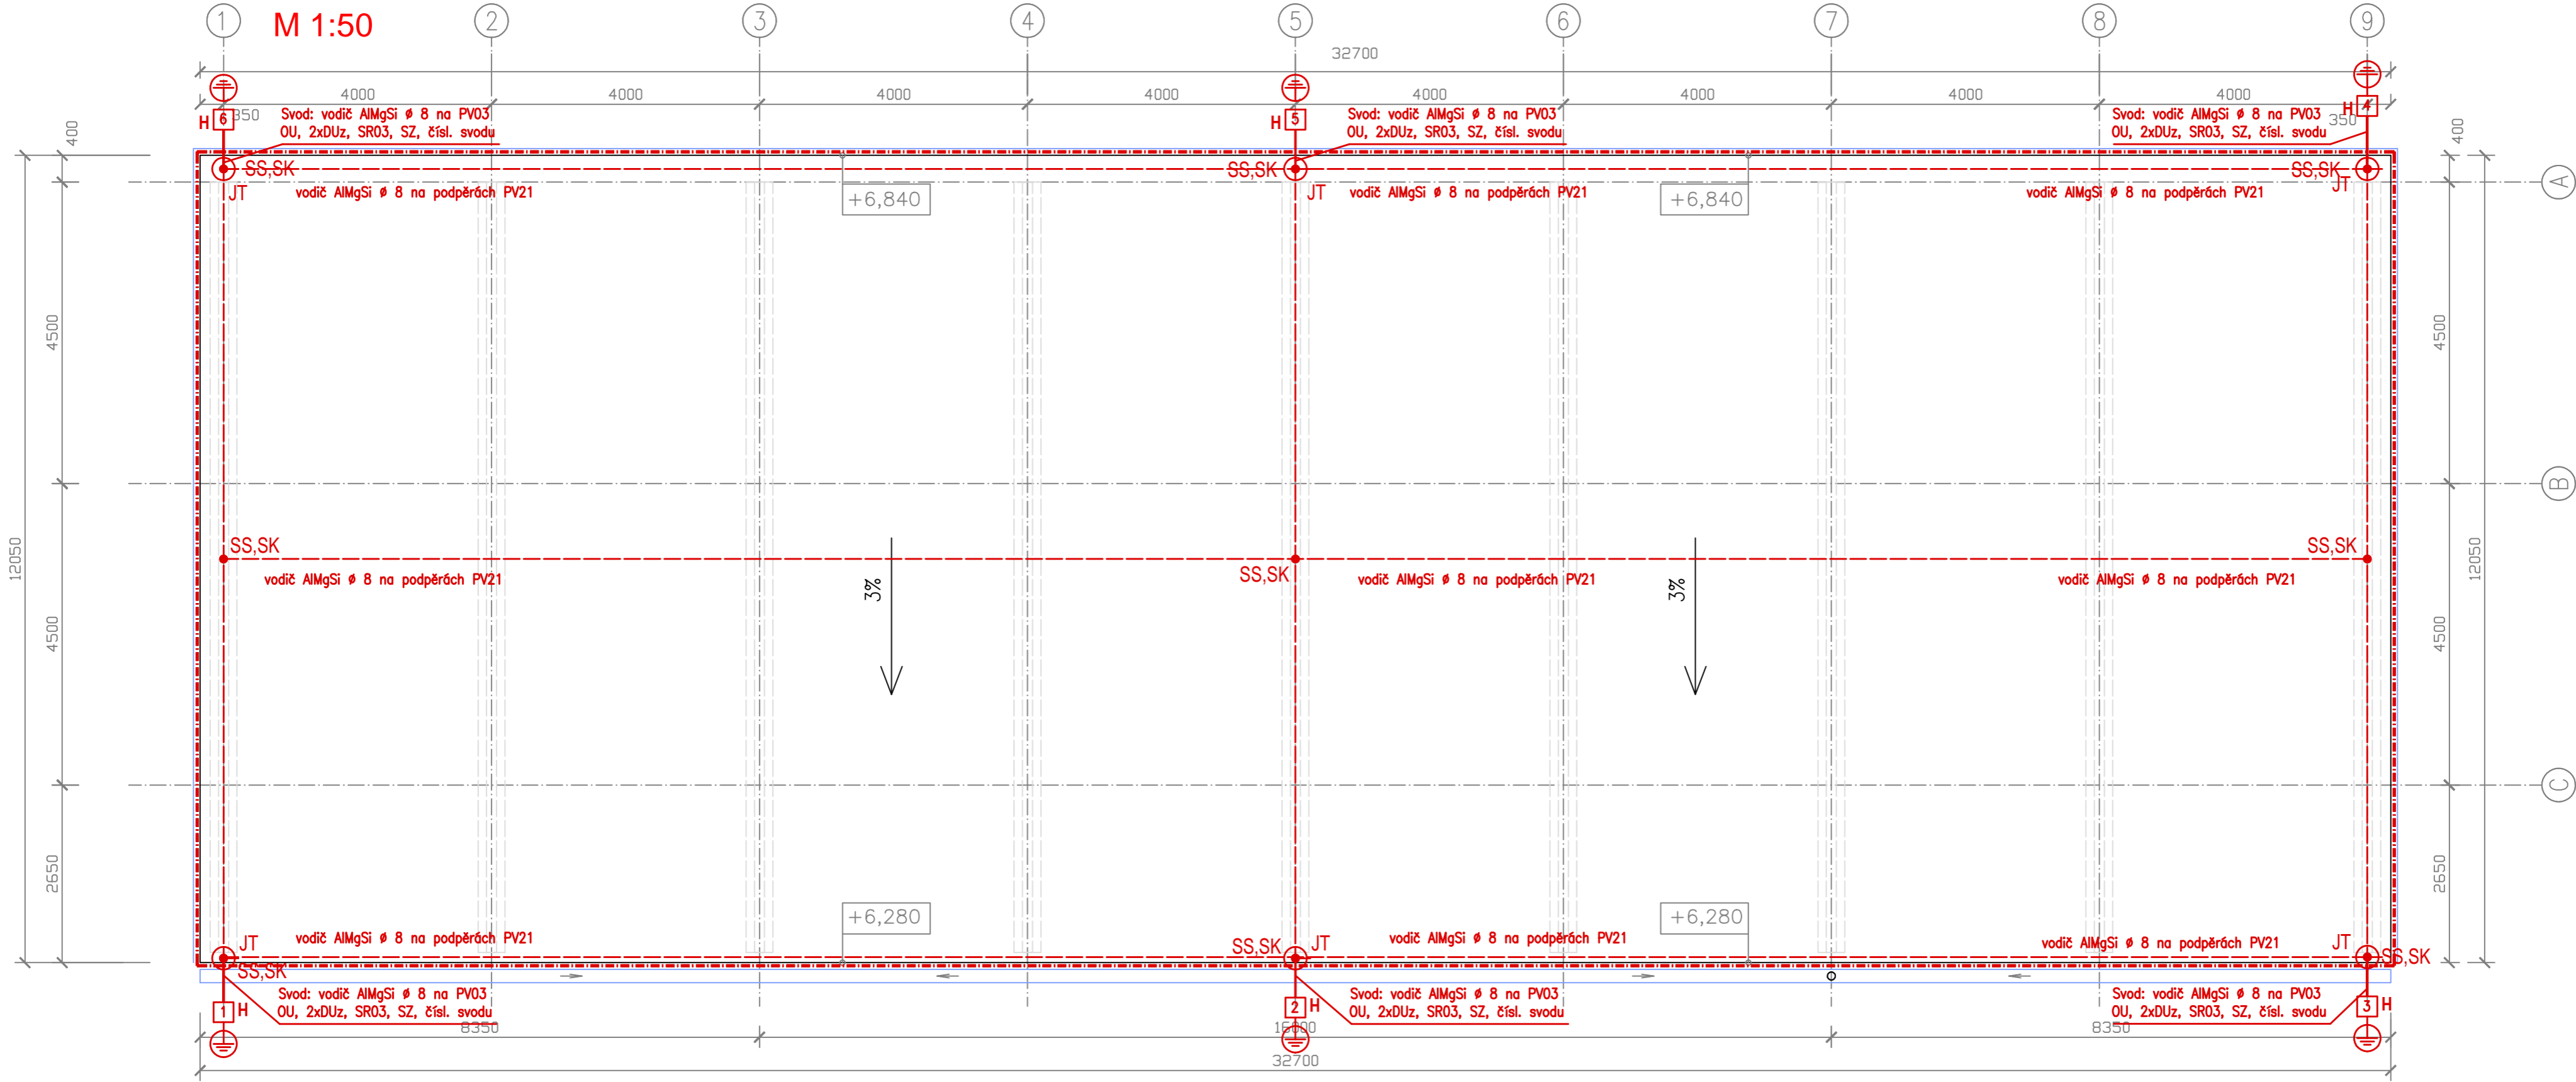 1 2 3 4 5 6 7 8 9
M 1:50
32700
4000 4000 4000 4000 4000 4000 4000 4000
350 350
400 400
6 H
Svod: vodič AlMgSi ø 8 na PV03
OU, 2xDUz, SR03, SZ, čísl. svodu
5 H
Svod: vodič AlMgSi ø 8 na PV03
OU, 2xDUz, SR03, SZ, čísl. svodu
Svod: vodič AlMgSi ø 8 na PV03
OU, 2xDUz, SR03, SZ, čísl. svodu
H 4
SS,SK SS,SK SS,SK
JT JT JT
vodič AlMgSi ø 8 na podpěrách PV21
vodič AlMgSi ø 8 na podpěrách PV21
vodič AlMgSi ø 8 na podpěrách PV21
+6,840 +6,840
A
4500 4500
B
12050 12050
SS,SK SS,SK SS,SK
vodič AlMgSi ø 8 na podpěrách PV21
vodič AlMgSi ø 8 na podpěrách PV21
vodič AlMgSi ø 8 na podpěrách PV21
3% 3%
4500 4500
C
2650 2650
+6,280 +6,280
JT
vodič AlMgSi ø 8 na podpěrách PV21
SS,SK JT
vodič AlMgSi ø 8 na podpěrách PV21
vodič AlMgSi ø 8 na podpěrách PV21
JT
SS,SK SS,SK
1 H
Svod: vodič AlMgSi ø 8 na PV03
OU, 2xDUz, SR03, SZ, čísl. svodu
2 H
Svod: vodič AlMgSi ø 8 na PV03
OU, 2xDUz, SR03, SZ, čísl. svodu
Svod: vodič AlMgSi ø 8 na PV03
OU, 2xDUz, SR03, SZ, čísl. svodu
3 H
8350 16000 8350
32700